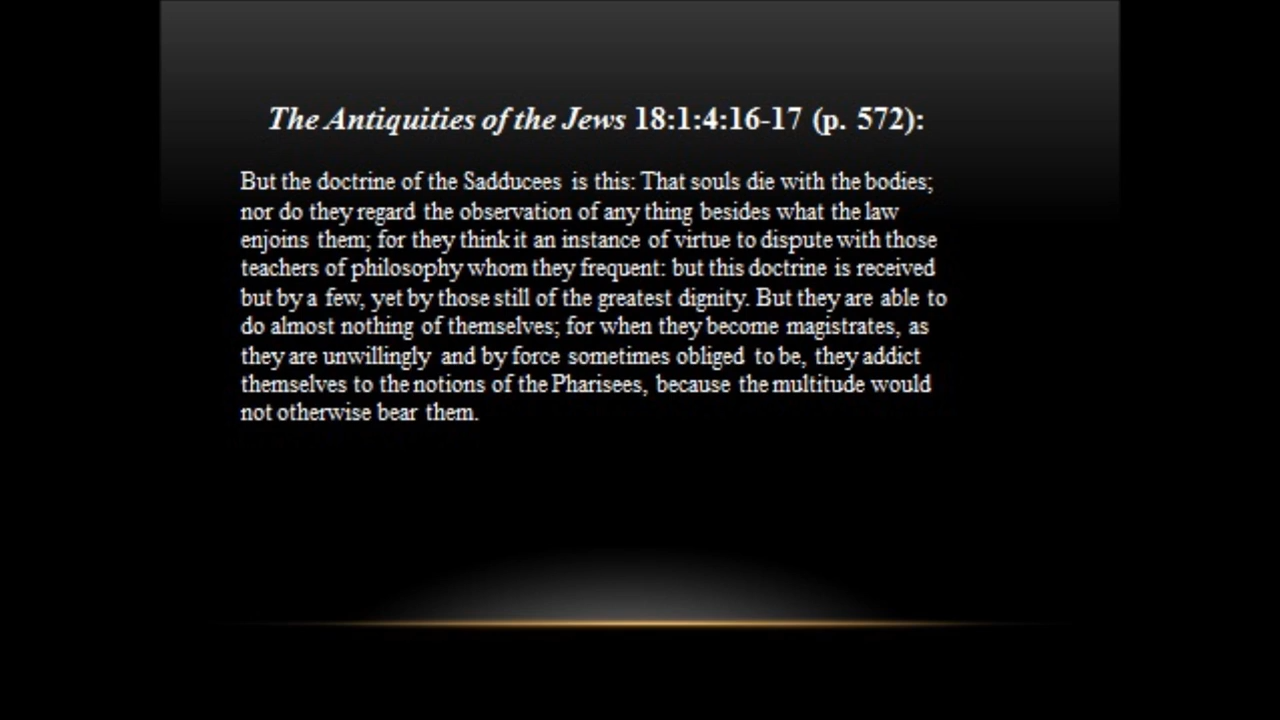 The Antiquities of the Jews 18:1:4:16-17 (p. 572):
But the doctrine of the Sadducees is this: That souls die with the bodies;
nor do they regard the observation of any thing besides what the law
enjoins them; for they think it an instance of virtue to dispute with those
teachers of philosophy whom they frequent: but this doctrine is received
but by a few, yet by those still of the greatest dignity. But they are able to
do almost nothing of themselves; for when they become magistrates, as
they are unwillingly and by force sometimes obliged to be, they addict
themselves to the notions of the Pharisees, because the multitude would
not otherwise bear them.